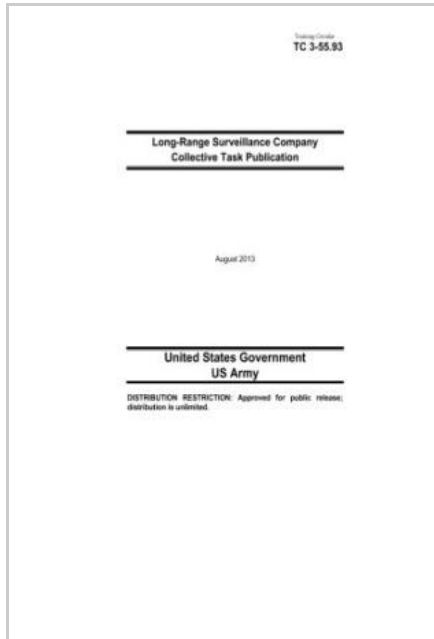 Training Circular
TC 3-55.93
Long-Range Surveillance Company
Collective Task Publication
August 2013
United States Government
US Army
DISTRIBUTION RESTRICTION: Approved for public release;
distribution is unlimited.